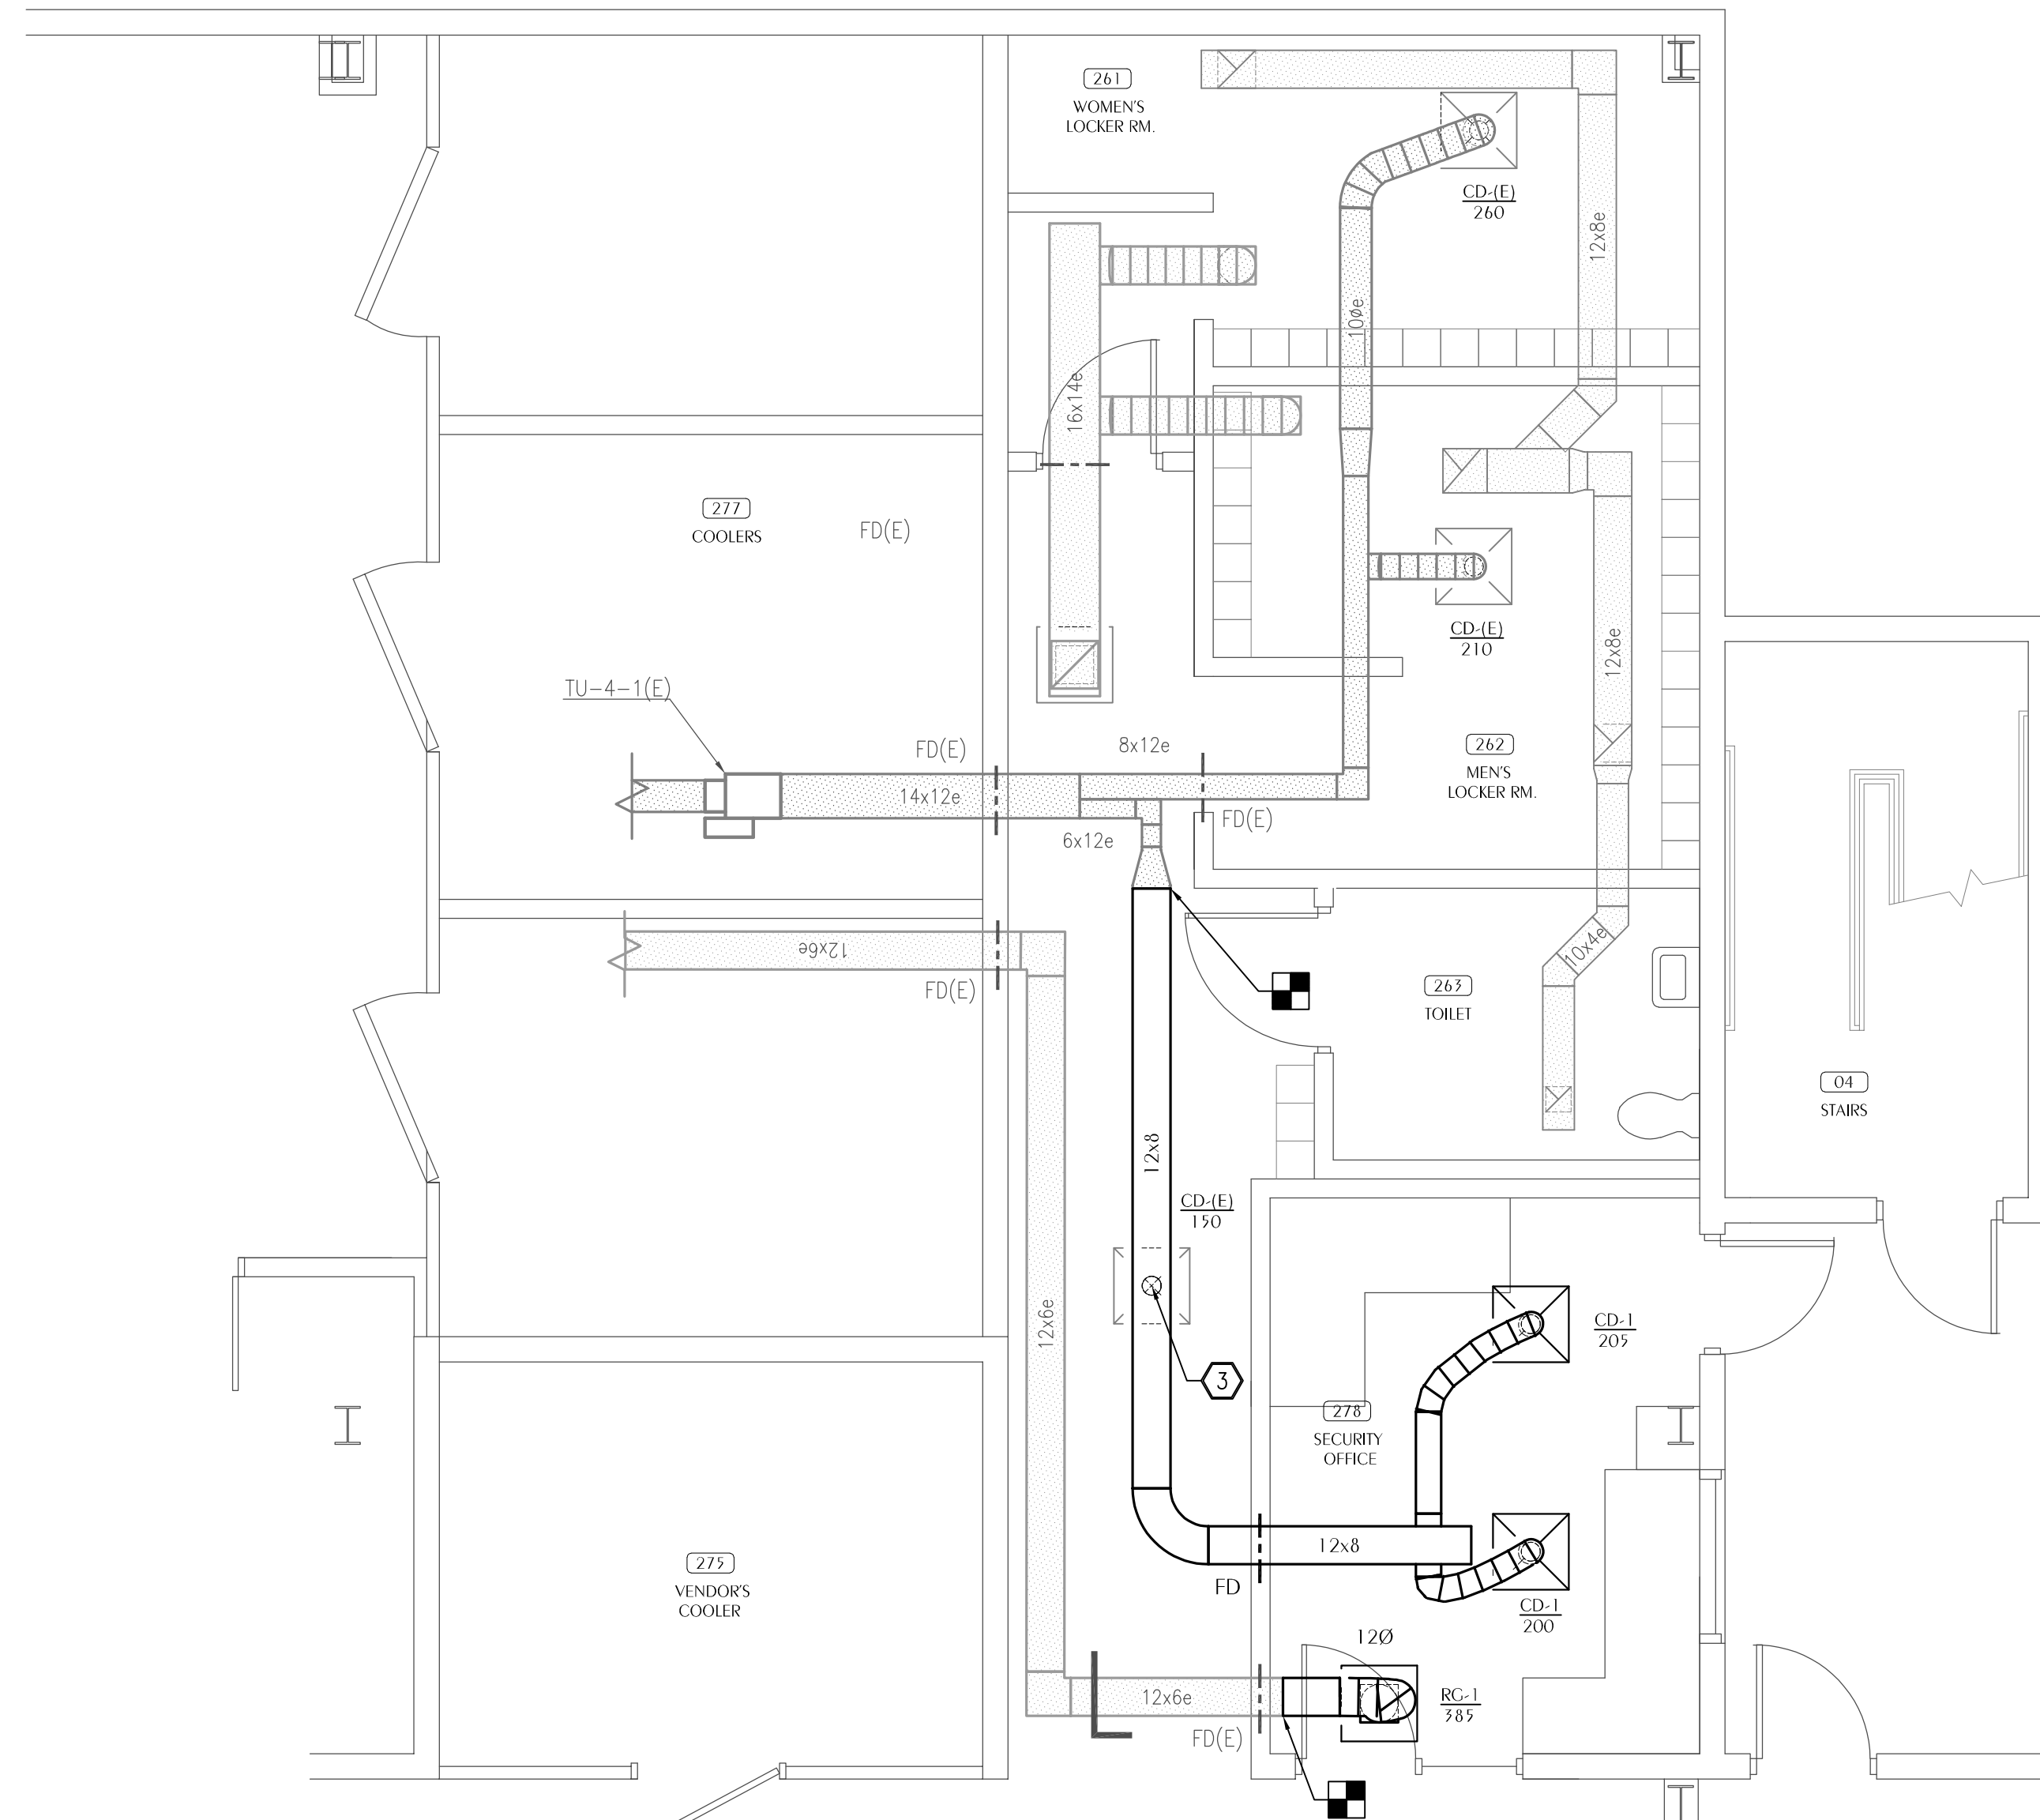 261
WOMEN'S
LOCKER RM.
CD-(E)
260
12x8e
10øe
16x14e
277
COOLERS
FD(E)
CD-(E)
210
12x8e
TU-4-1(E)
FD(E)
8x12e
262
MEN'S
LOCKER RM.
14x12e
FD(E)
6x12e
12x6e
10x4e
FD(E)
263
TOILET
04
STAIRS
12x8
CD-(E)
150
12x6e
CD-1
205
3
278
SECURITY
OFFICE
12x8
275
VENDOR'S
COOLER
FD
CD-1
200
12Ø
12x6e
RG-1
385
FD(E)